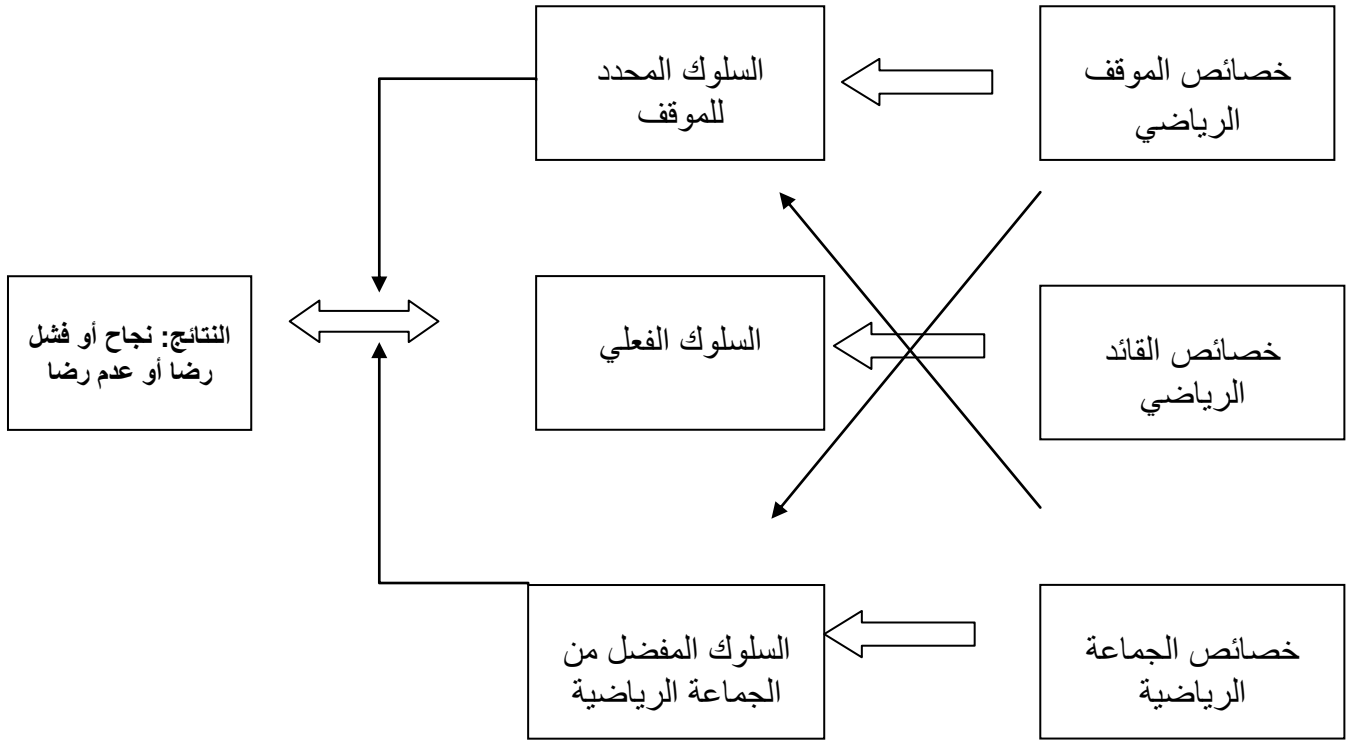 خصائص الموقف
الرياضي
السلوك المحدد
للموقف
خصائص القائد
الرياضي
السلوك الفعلي
النتائج: نجاح أو فشل
رضا أو عدم رضا
خصائص الجماعة
الرياضية
السلوك المفضل من
الجماعة الرياضية